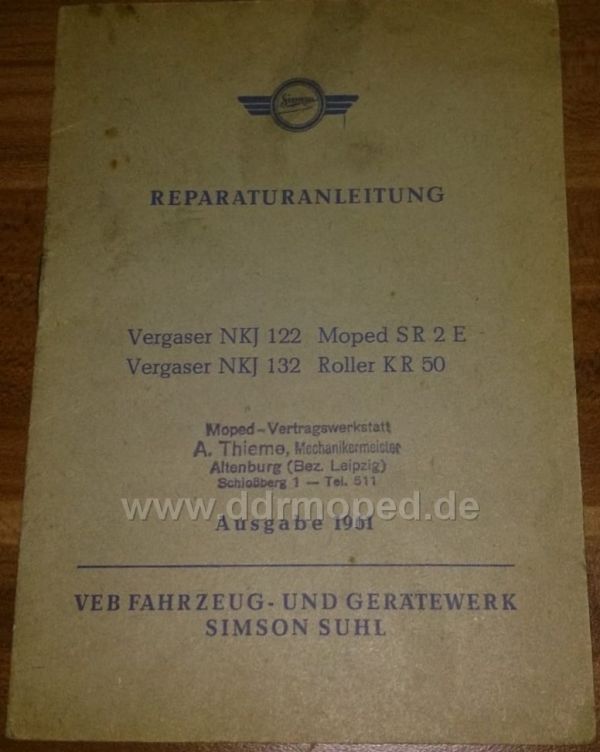 Simson
REPARATURANLEITUNG
Vergaser NKJ 122 Moped SR 2 E
Vergaser NKJ 132 Roller KR 50
Moped-Vertragswerkstatt
A. Thieme, Mechanikermeister
Altenburg (Bez. Leipzig)
Schloßberg 1 — Tel. 511
www.ddrmoped.de
Ausgabe 1961
VEB FAHRZEUG- UND GERÄTEWERK
SIMSON SUHL